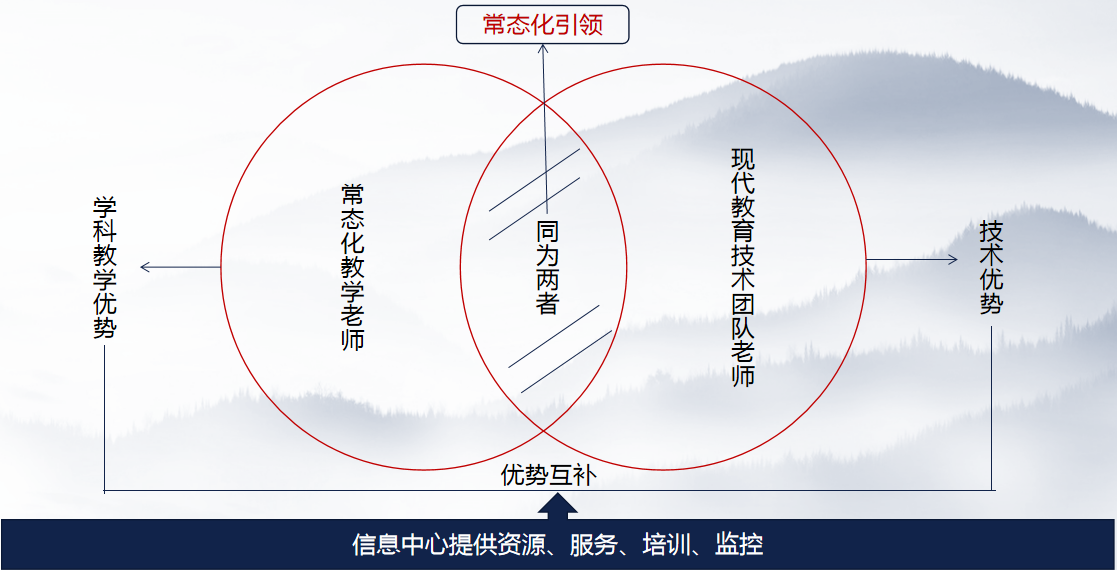 常态化引领
学科教学优势
常态化教学老师
同为两者
现代教育技术团队老师
技术优势
优势互补
信息中心提供资源、服务、培训、监控